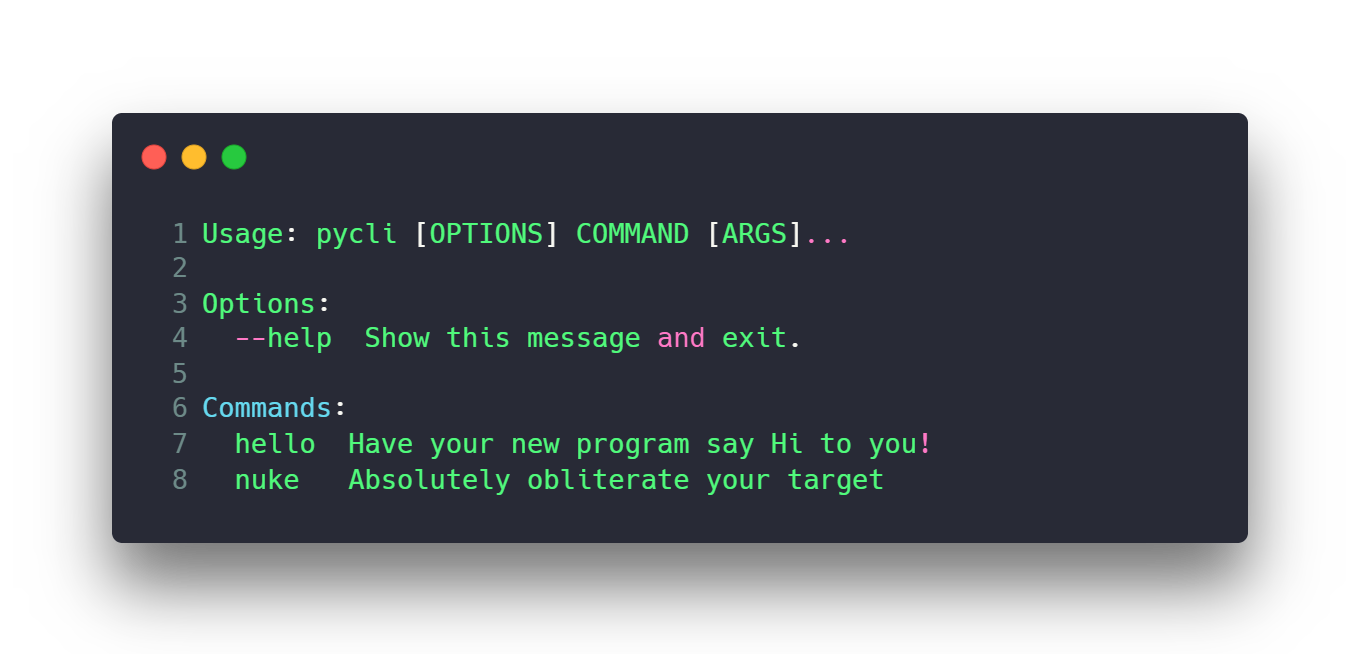 1 Usage: pycli [OPTIONS] COMMAND [ARGS]...
2
3 Options:
4   --help  Show this message and exit.
5
6 Commands:
7   hello  Have your new program say Hi to you!
8   nuke   Absolutely obliterate your target